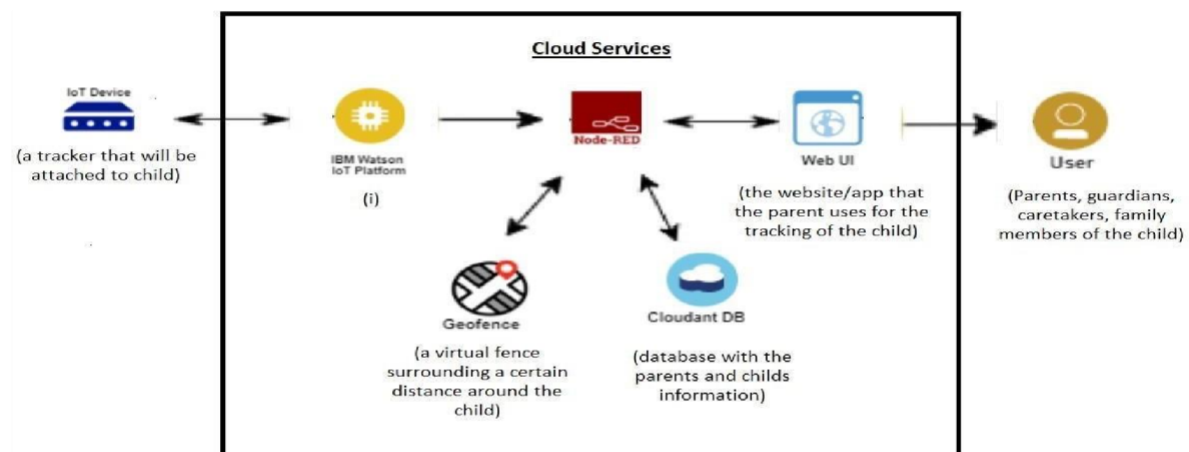 Cloud Services
IoT Device
(a tracker that will be
attached to child)
IBM Watson
IoT Platform
(i)
Node-RED
Web UI
(the website/app that
the parent uses for the
tracking of the child)
User
(Parents, guardians,
caretakers, family
members of the child)
Geofence
(a virtual fence
surrounding a certain
distance around the
child)
Cloudant DB
(database with the
parents and childs
information)